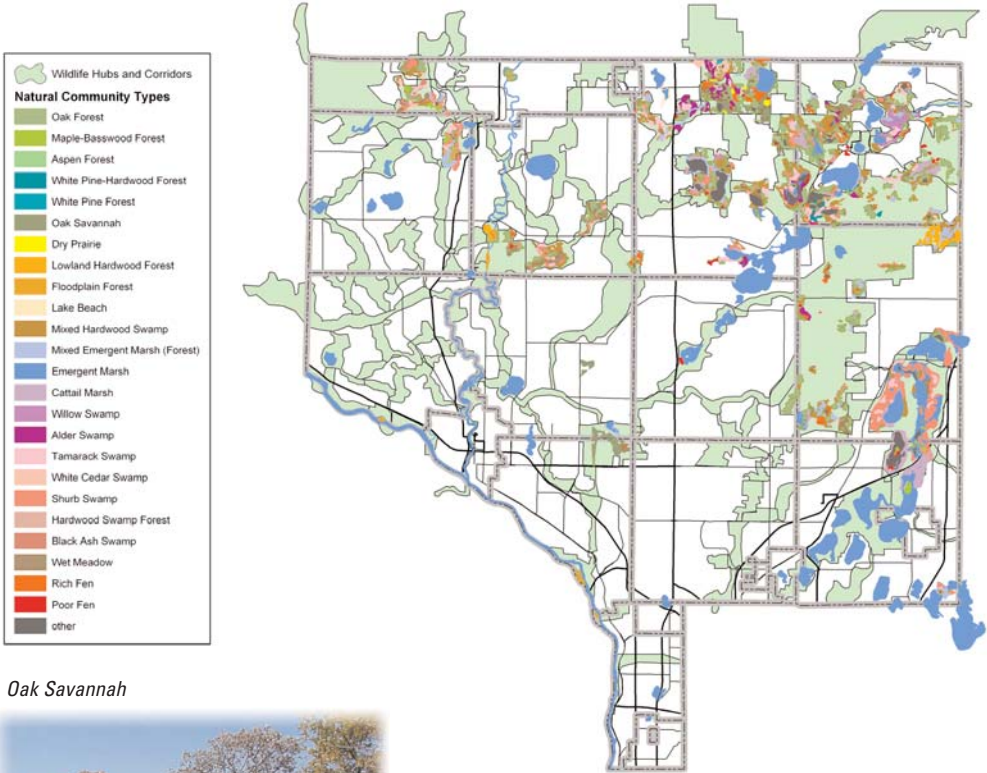 Wildlife Hubs and Corridors
Natural Community Types
Oak Forest
Maple-Basswood Forest
Aspen Forest
White Pine-Hardwood Forest
White Pine Forest
Oak Savannah
Dry Prairie
Lowland Hardwood Forest
Floodplain Forest
Lake Beach
Mixed Hardwood Swamp
Mixed Emergent Marsh (Forest)
Emergent Marsh
Cattail Marsh
Willow Swamp
Alder Swamp
Tamarack Swamp
White Cedar Swamp
Shurb Swamp
Hardwood Swamp Forest
Black Ash Swamp
Wet Meadow
Rich Fen
Poor Fen
other
Oak Savannah